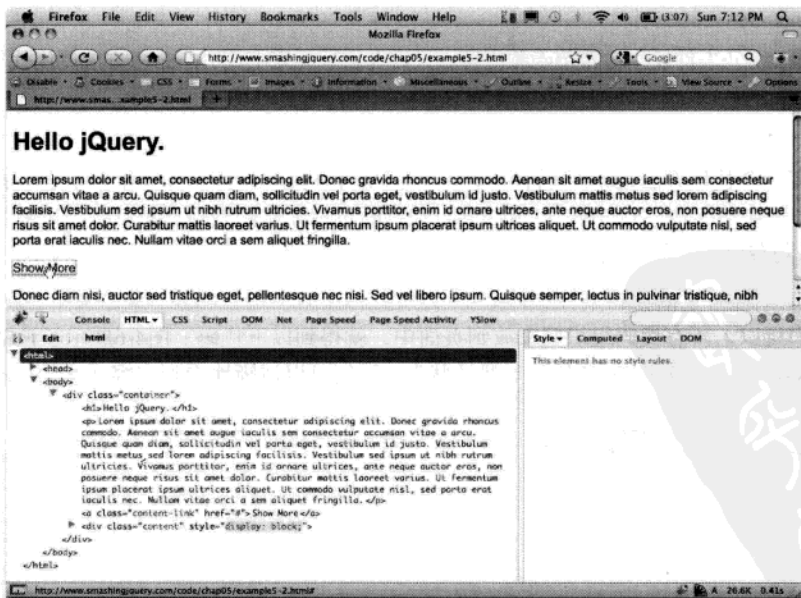 Firefox File Edit View History Bookmarks Tools Window Help (3:07) Sun 7:12 PM
Mozilla Firefox
http://www.smashingjquery.com/code/chap05/example5-2.html Google
Disable Cookies CSS Forms Images Information Miscellaneous Outline Resize Tools View Source Options
http://www.smas...xample5-2.html
Hello jQuery.
Lorem ipsum dolor sit amet, consectetur adipiscing elit. Donec gravida rhoncus commodo. Aenean sit amet augue iaculis sem consectetur
accumsan vitae a arcu. Quisque quam diam, sollicitudin vel porta eget, vestibulum id justo. Vestibulum mattis metus sed lorem adipiscing
facilisis. Vestibulum sed ipsum ut nibh rutrum ultricies. Vivamus porttitor, enim id ornare ultrices, ante neque auctor eros, non posuere neque
risus sit amet dolor. Curabitur mattis laoreet varius. Ut fermentum ipsum placerat ipsum ultrices aliquet. Ut commodo vulputate nisl, sed
porta erat iaculis nec. Nullam vitae orci a sem aliquet fringilla.
Show More
Donec diam nisi, auctor sed tristique eget, pellentesque nec nisi. Sed vel libero ipsum. Quisque semper, lectus in pulvinar tristique, nibh
Console HTML CSS Script DOM Net Page Speed Page Speed Activity YSlow
Edit html
Style Computed Layout DOM
This element has no style rules.
<html>
<head>
<body>
<div class="container">
<h1>Hello jQuery.</h1>
<p>Lorem ipsum dolor sit amet, consectetur adipiscing elit. Donec gravida rhoncus
commodo. Aenean sit amet augue iaculis sem consectetur accumsan vitae a arcu.
Quisque quam diam, sollicitudin vel porta eget, vestibulum id justo. Vestibulum
mattis metus sed lorem adipiscing facilisis. Vestibulum sed ipsum ut nibh rutrum
ultricies. Vivamus porttitor, enim id ornare ultrices, ante neque auctor eros, non
posuere neque risus sit amet dolor. Curabitur mattis laoreet varius. Ut fermentum
ipsum placerat ipsum ultrices aliquet. Ut commodo vulputate nisl, sed porta erat
iaculis nec. Nullam vitae orci a sem aliquet fringilla.</p>
<a class="content-link" href="#">Show More</a>
<div class="content" style="display: block;">
</div>
</body>
</html>
http://www.smashingjquery.com/code/chap05/example5-2.html# A 26.6K 0.41s